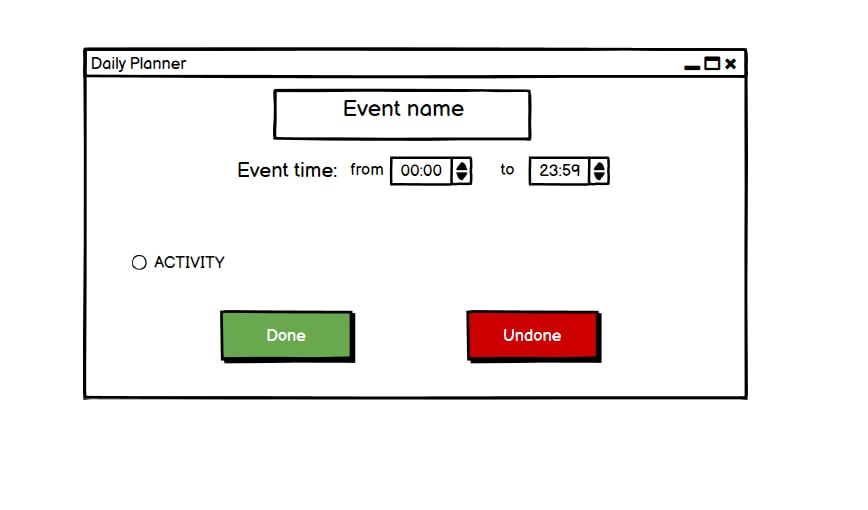 Daily Planner
Event name
Event time: from 00:00 to 23:59
ACTIVITY
Done Undone